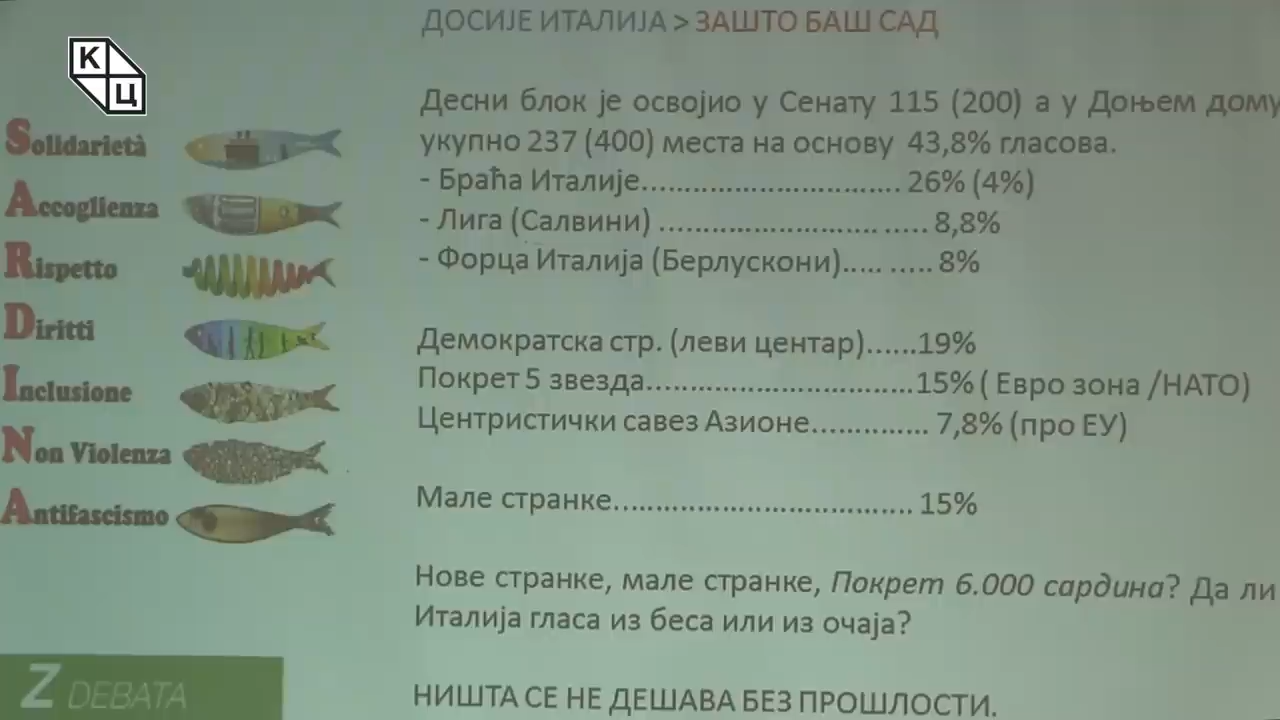 ДОСИЈЕ ИТАЛИЈА > ЗАШТО БАШ САД
К
Ц
Десни блок је освојио у Сенату 115 (200) а у Доњем дому
укупно 237 (400) места на основу 43,8% гласова.
- Браћа Италије................................ 26% (4%)
- Лига (Салвини) ................................ ..... 8,8%
- Форца Италија (Берлускони)..... ..... 8%
Демократска стр. (леви центар)......19%
Покрет 5 звезда.................................15% ( Евро зона /НАТО)
Центристички савез Азионе.............. 7,8% (про ЕУ)
Мале странке..................................... 15%
Нове странке, мале странке, Покрет 6.000 сардина? Да ли
Италија гласа из беса или из очаја?
НИШТА СЕ НЕ ДЕШАВА БЕЗ ПРОШЛОСТИ.
Solidarietà
Accoglienza
Rispetto
Diritti
Inclusione
Non Violenza
Antifascismo
Z DEBATA